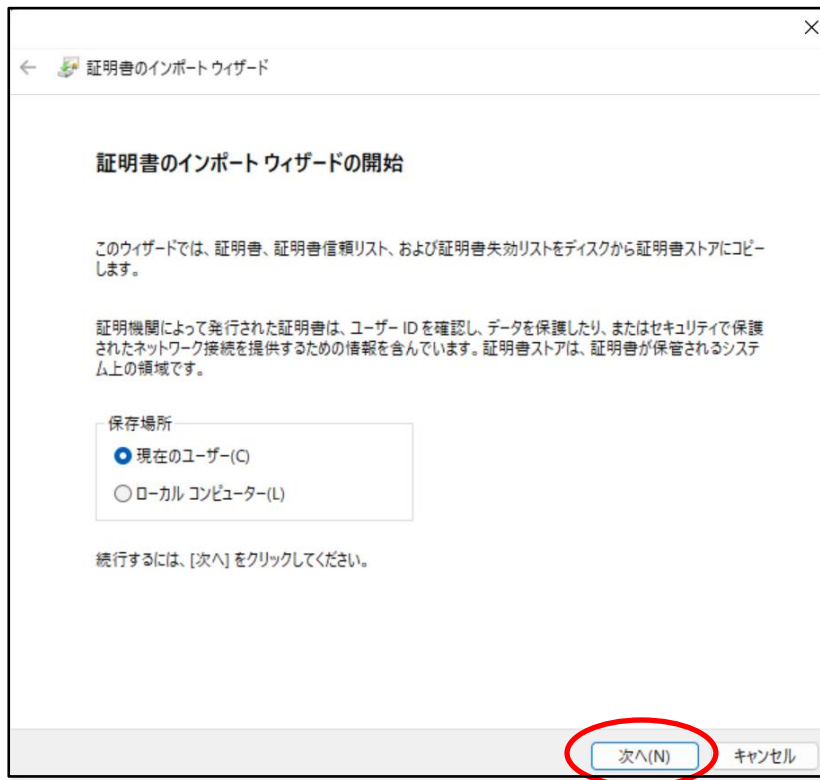 証明書のインポート ウィザード
証明書のインポート ウィザードの開始
このウィザードでは、証明書、証明書信頼リスト、および証明書失効リストをディスクから証明書ストアにコピー
します。
証明機関によって発行された証明書は、ユーザー ID を確認し、データを保護したり、またはセキュリティで保護
されたネットワーク接続を提供するための情報を含んでいます。証明書ストアは、証明書が保管されるシステ
ム上の領域です。
保存場所
現在のユーザー(C)
ローカル コンピューター(L)
続行するには、[次へ] をクリックしてください。
次へ(N)
キャンセル